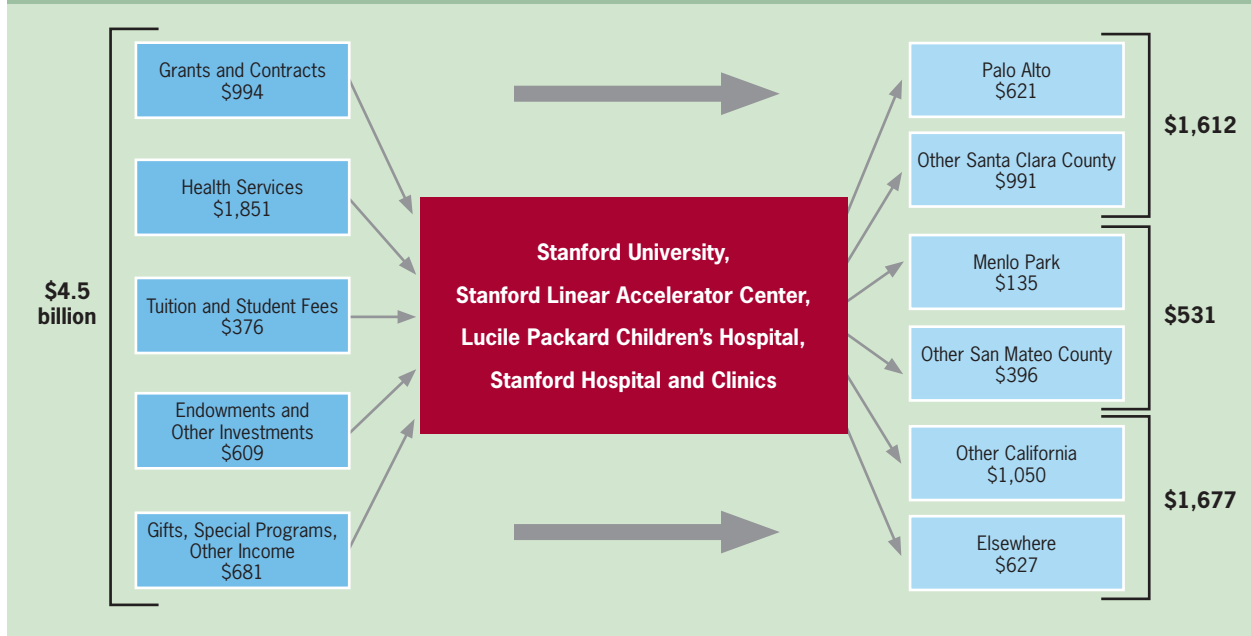 Grants and Contracts
$994
Health Services
$1,851
Tuition and Student Fees
$376
Endowments and
Other Investments
$609
Gifts, Special Programs,
Other Income
$681
$4.5
billion
Stanford University,
Stanford Linear Accelerator Center,
Lucile Packard Children’s Hospital,
Stanford Hospital and Clinics
Palo Alto
$621
Other Santa Clara County
$991
$1,612
Menlo Park
$135
Other San Mateo County
$396
$531
Other California
$1,050
Elsewhere
$627
$1,677